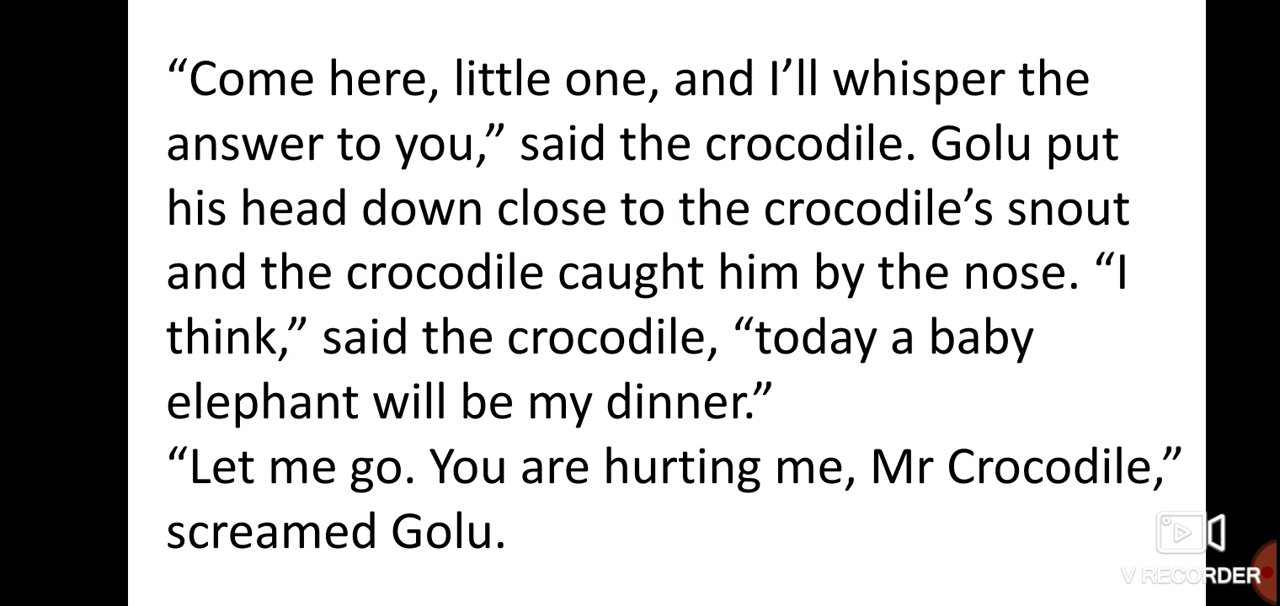 “Come here, little one, and I’ll whisper the
answer to you,” said the crocodile. Golu put
his head down close to the crocodile’s snout
and the crocodile caught him by the nose. “I
think,” said the crocodile, “today a baby
elephant will be my dinner.”
“Let me go. You are hurting me, Mr Crocodile,”
screamed Golu.
V RECORDER